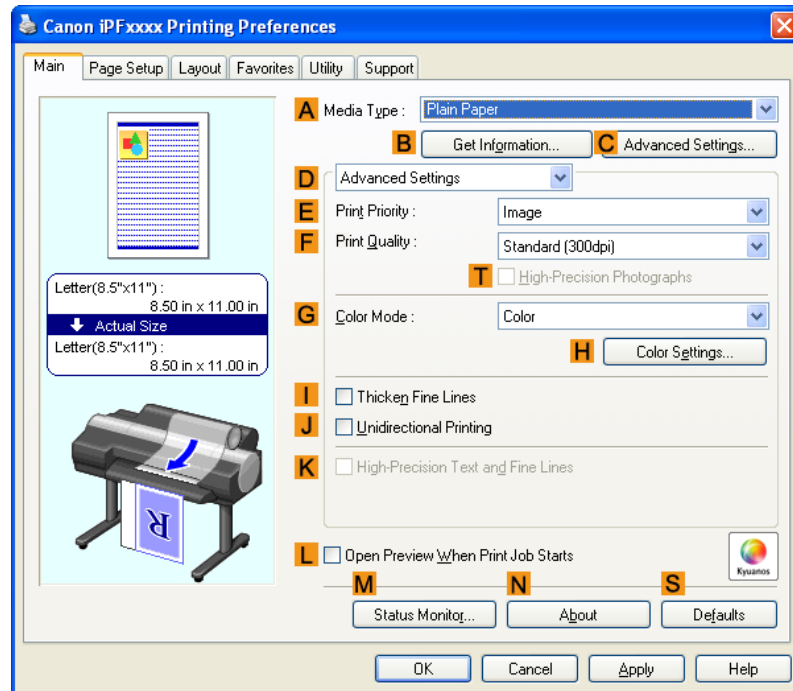 Canon iPFxxxx Printing Preferences
Main Page Setup Layout Favorites Utility Support
A Media Type : Plain Paper
B Get Information... C Advanced Settings...
D Advanced Settings
E Print Priority : Image
F Print Quality : Standard (300dpi)
T High-Precision Photographs
Letter(8.5"x11") :
8.50 in x 11.00 in
Actual Size
Letter(8.5"x11") :
8.50 in x 11.00 in
G Color Mode : Color
H Color Settings...
I Thicken Fine Lines
J Unidirectional Printing
K High-Precision Text and Fine Lines
R
L Open Preview When Print Job Starts
Kyuanos
M N S
Status Monitor... About Defaults
OK Cancel Apply Help